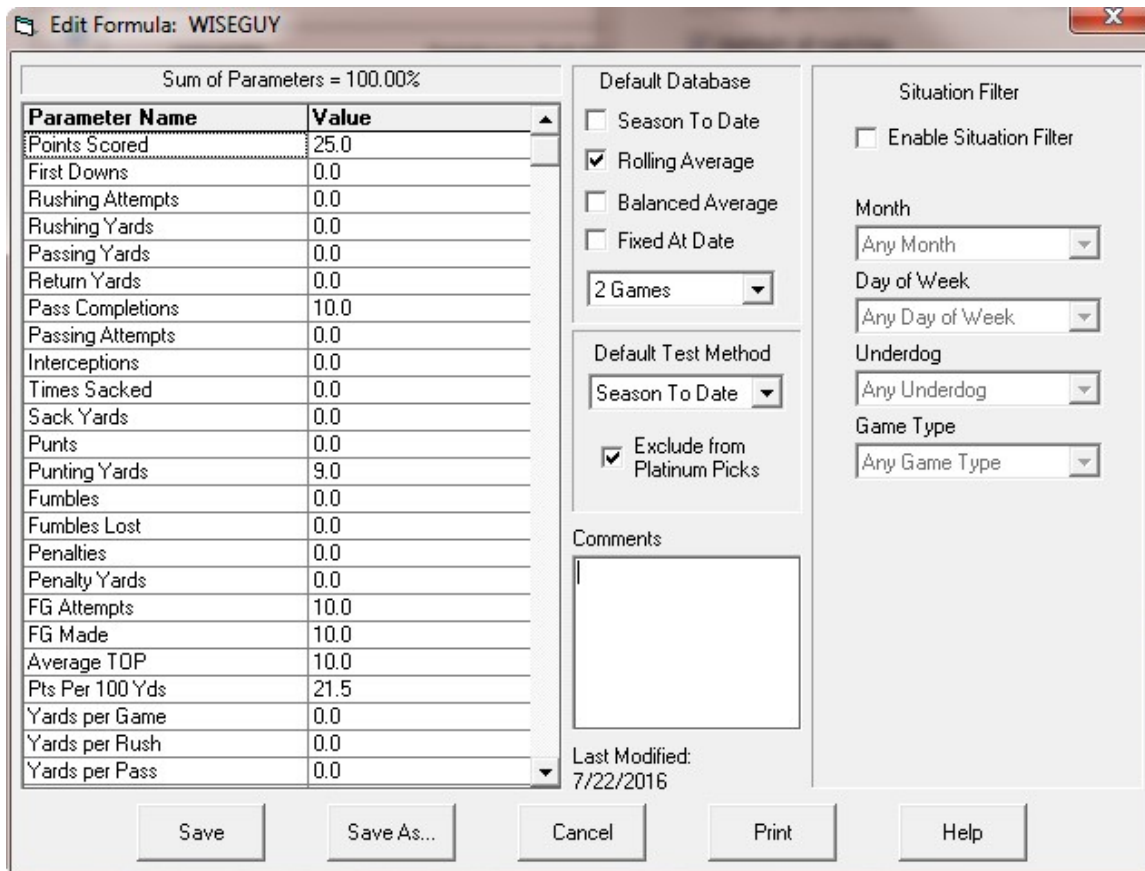 Edit Formula: WISEGUY
Sum of Parameters = 100.00%
Parameter Name Value
Points Scored 25.0
First Downs 0.0
Rushing Attempts 0.0
Rushing Yards 0.0
Passing Yards 0.0
Return Yards 0.0
Pass Completions 10.0
Passing Attempts 0.0
Interceptions 0.0
Times Sacked 0.0
Sack Yards 0.0
Punts 0.0
Punting Yards 9.0
Fumbles 0.0
Fumbles Lost 0.0
Penalties 0.0
Penalty Yards 0.0
FG Attempts 10.0
FG Made 10.0
Average TOP 10.0
Pts Per 100 Yds 21.5
Yards per Game 0.0
Yards per Rush 0.0
Yards per Pass 0.0
Default Database
Season To Date
Rolling Average
Balanced Average
Fixed At Date
2 Games
Default Test Method
Season To Date
Exclude from
Platinum Picks
Comments
Last Modified:
7/22/2016
Situation Filter
Enable Situation Filter
Month
Any Month
Day of Week
Any Day of Week
Underdog
Any Underdog
Game Type
Any Game Type
Save Save As... Cancel Print Help